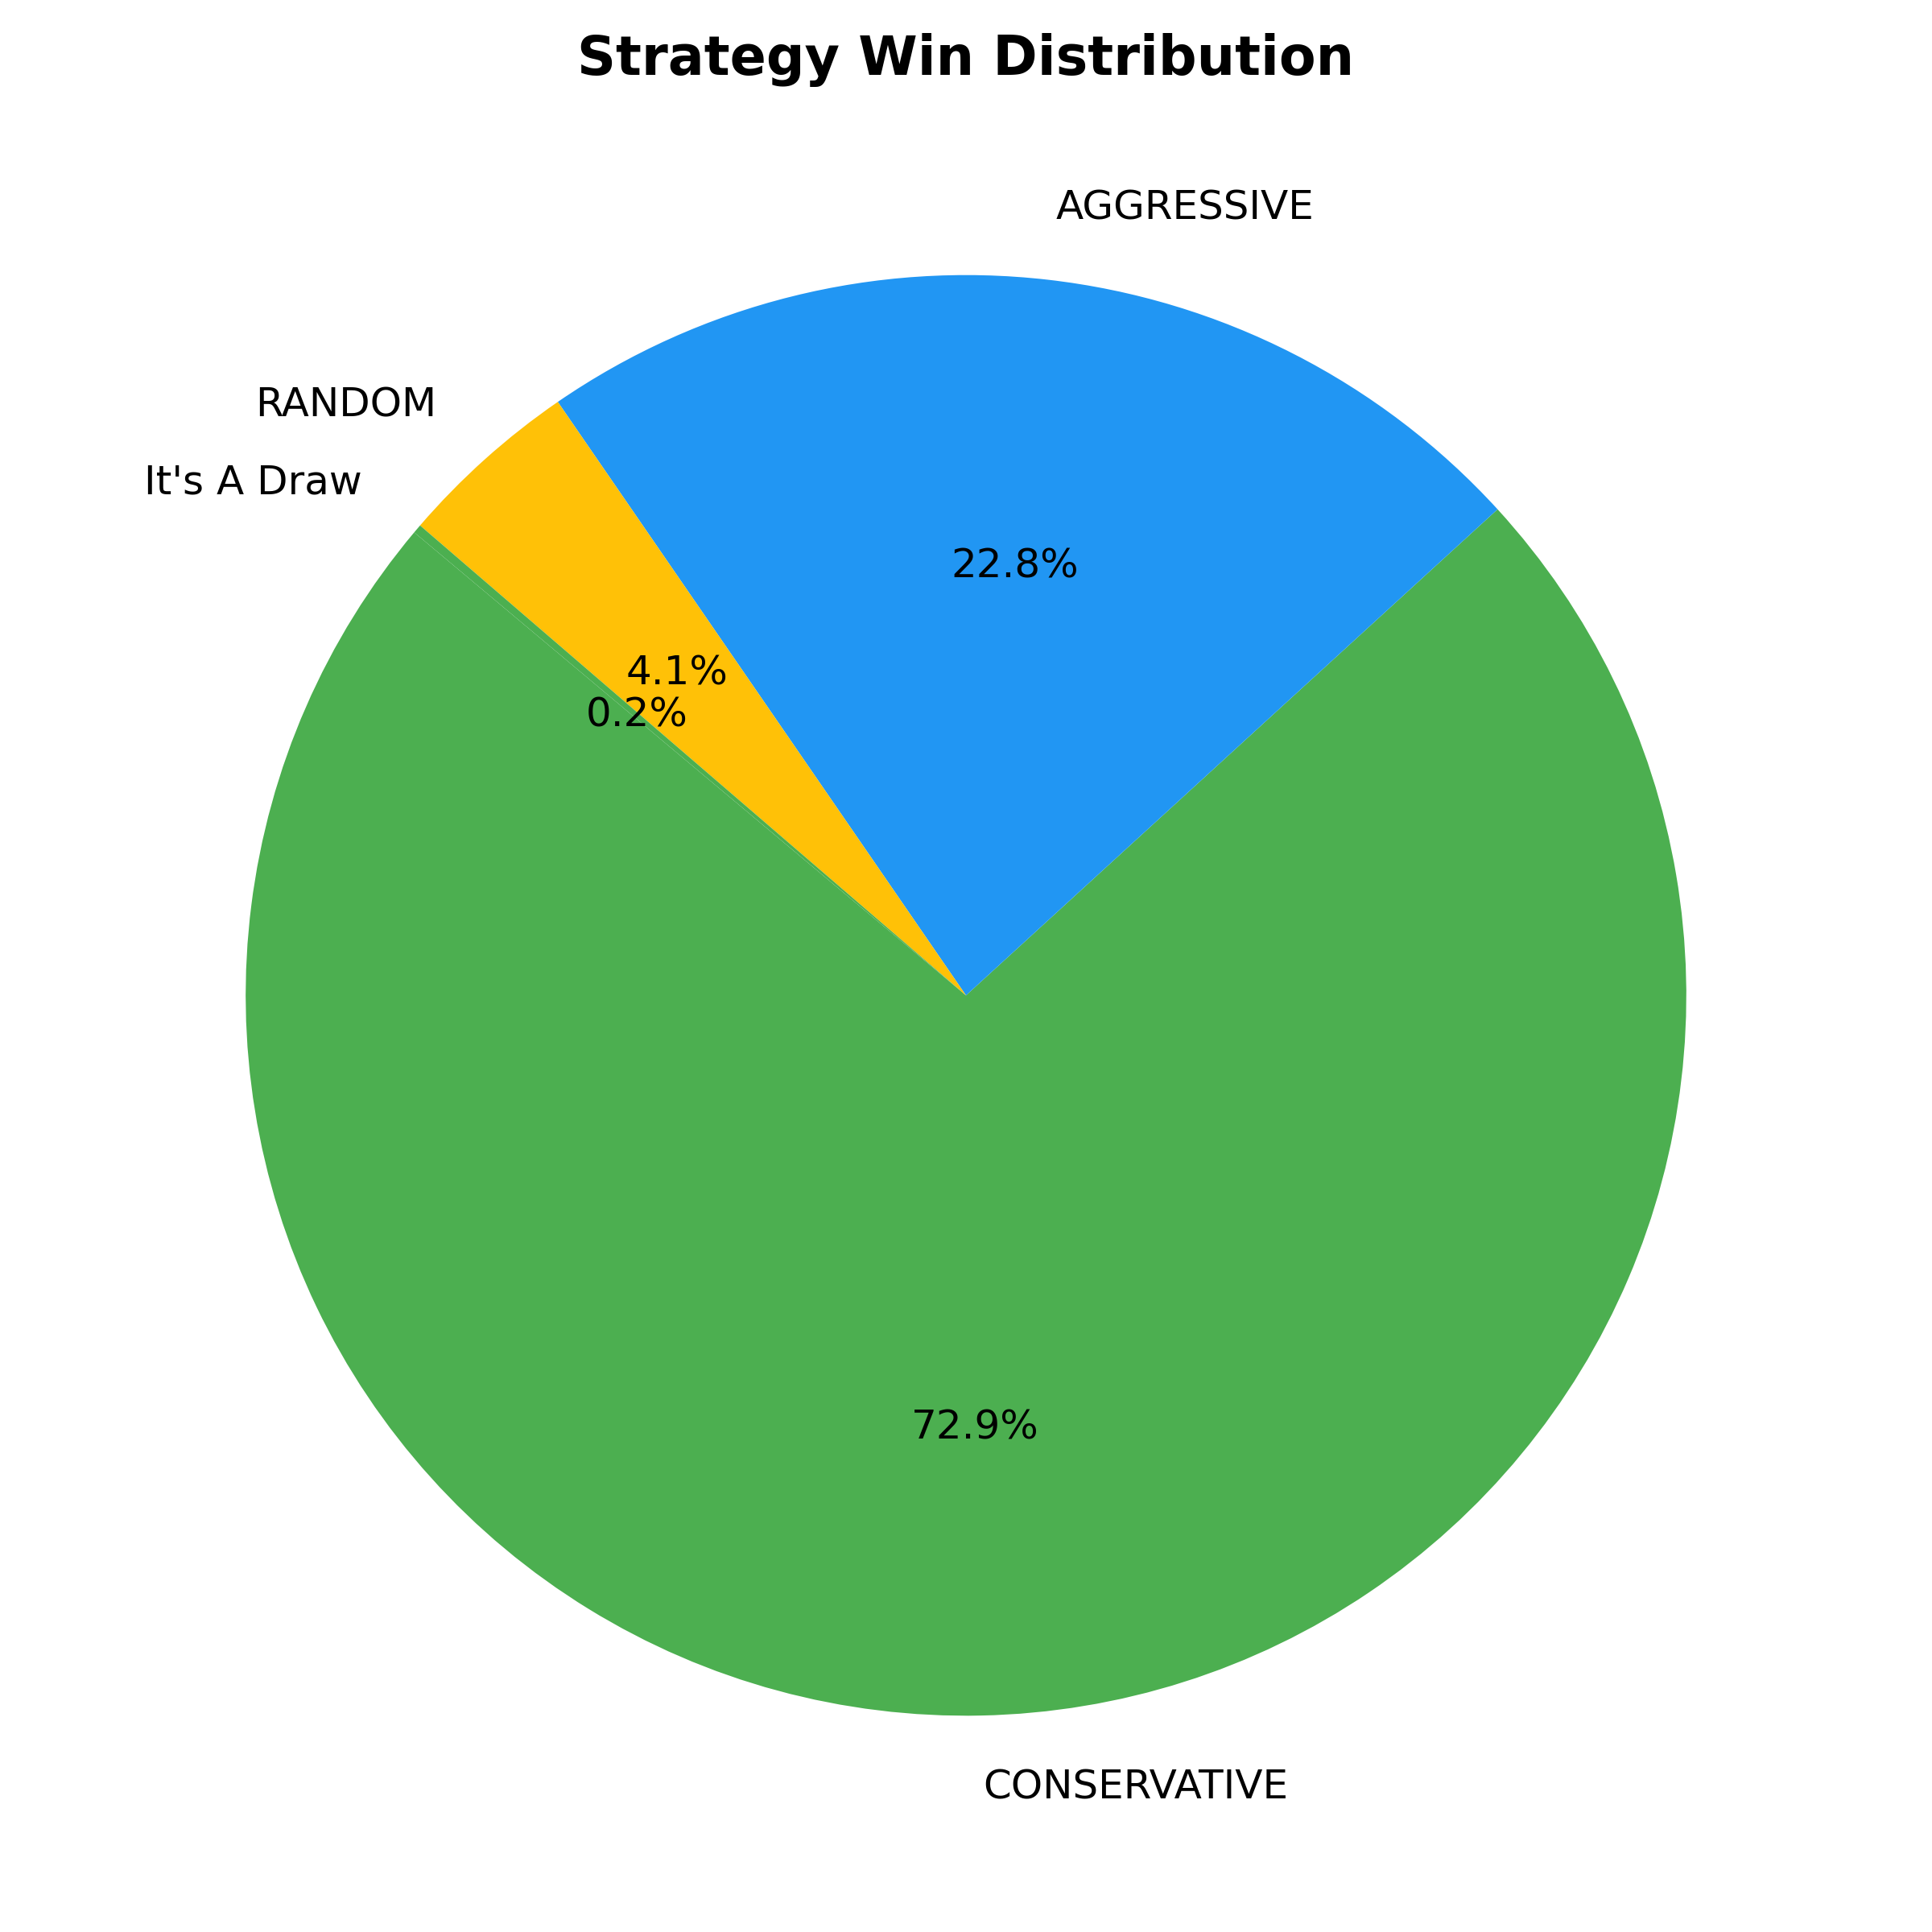 Strategy Win Distribution
AGGRESSIVE
RANDOM
It's A Draw
22.8%
4.1%
0.2%
72.9%
CONSERVATIVE